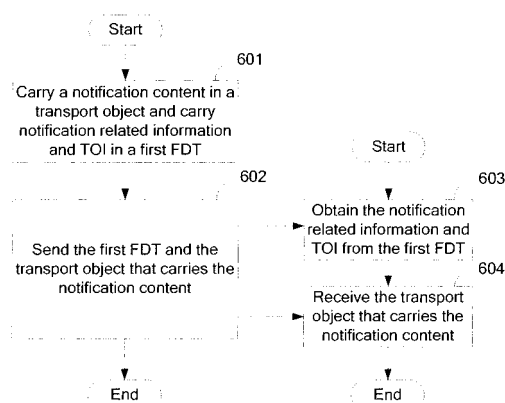 Start
601
Carry a notification content in a
transport object and carry
notification related information
and TOI in a first FDT
602
Send the first FDT and the
transport object that carries the
notification content
End
Start
603
Obtain the notification
related information and
TOI from the first FDT
604
Receive the transport
object that carries the
notification content
End